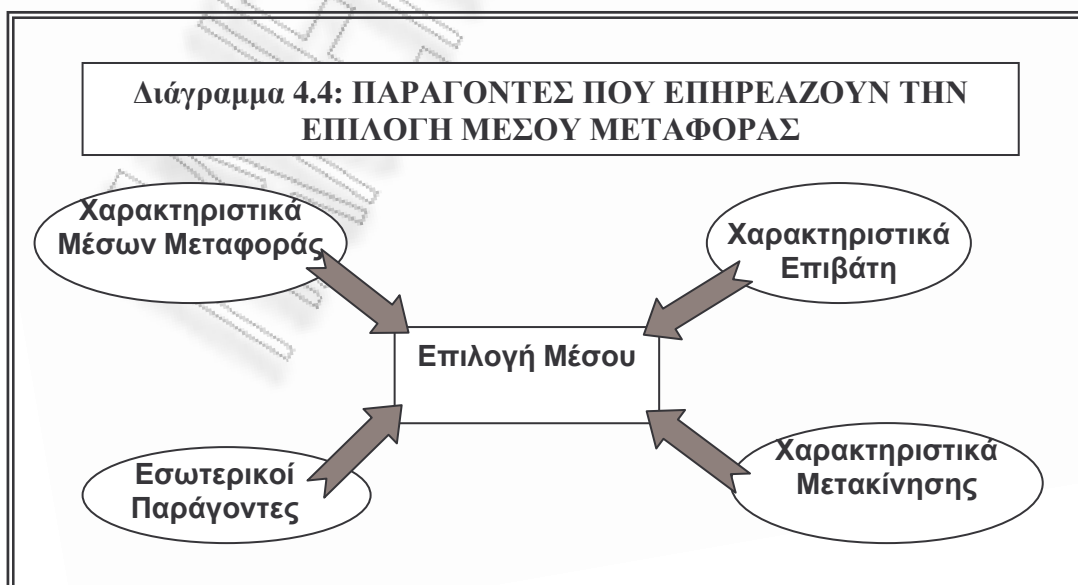 Διάγραμμα 4.4: ΠΑΡΑΓΟΝΤΕΣ ΠΟΥ ΕΠΗΡΕΑΖΟΥΝ ΤΗΝ
ΕΠΙΛΟΓΗ ΜΕΣΟΥ ΜΕΤΑΦΟΡΑΣ
Χαρακτηριστικά
Μέσων Μεταφοράς
Χαρακτηριστικά
Επιβάτη
Επιλογή Μέσου
Εσωτερικοί
Παράγοντες
Χαρακτηριστικά
Μετακίνησης